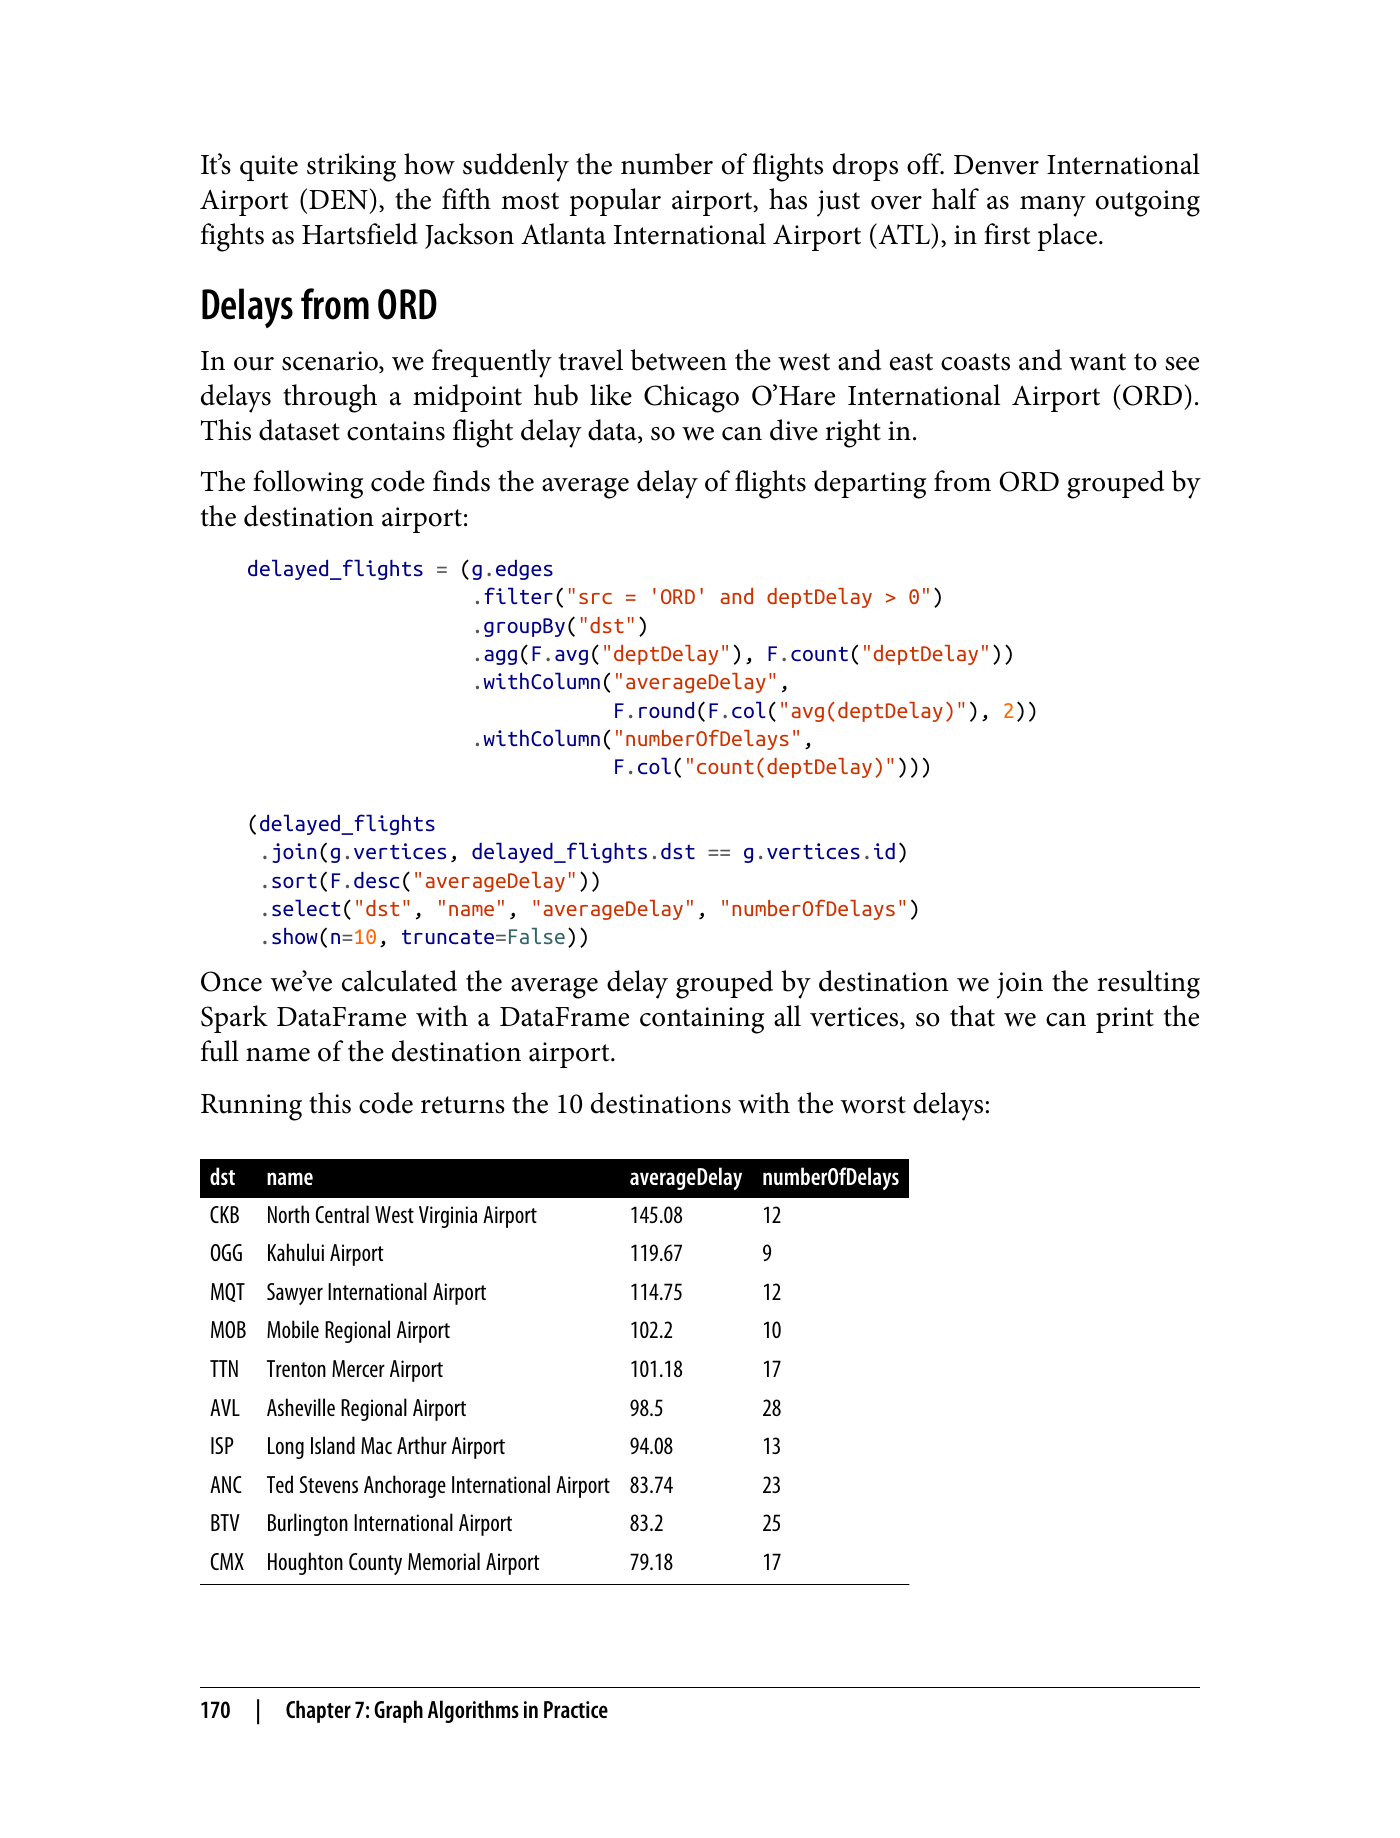 It’s quite striking how suddenly the number of flights drops off. Denver International
Airport (DEN), the fifth most popular airport, has just over half as many outgoing
fights as Hartsfield Jackson Atlanta International Airport (ATL), in first place.
Delays from ORD
In our scenario, we frequently travel between the west and east coasts and want to see
delays through a midpoint hub like Chicago O’Hare International Airport (ORD).
This dataset contains flight delay data, so we can dive right in.
The following code finds the average delay of flights departing from ORD grouped by
the destination airport:
delayed_flights = (g.edges
.filter("src = 'ORD' and deptDelay > 0")
.groupBy("dst")
.agg(F.avg("deptDelay"), F.count("deptDelay"))
.withColumn("averageDelay",
F.round(F.col("avg(deptDelay)"), 2))
.withColumn("numberOfDelays",
F.col("count(deptDelay)")))
(delayed_flights
.join(g.vertices, delayed_flights.dst == g.vertices.id)
.sort(F.desc("averageDelay"))
.select("dst", "name", "averageDelay", "numberOfDelays")
.show(n=10, truncate=False))
Once we’ve calculated the average delay grouped by destination we join the resulting
Spark DataFrame with a DataFrame containing all vertices, so that we can print the
full name of the destination airport.
Running this code returns the 10 destinations with the worst delays:
dst name averageDelay numberOfDelays
CKB North Central West Virginia Airport 145.08 12
OGG Kahului Airport 119.67 9
MQT Sawyer International Airport 114.75 12
MOB Mobile Regional Airport 102.2 10
TTN Trenton Mercer Airport 101.18 17
AVL Asheville Regional Airport 98.5 28
ISP Long Island Mac Arthur Airport 94.08 13
ANC Ted Stevens Anchorage International Airport 83.74 23
BTV Burlington International Airport 83.2 25
CMX Houghton County Memorial Airport 79.18 17
170 | Chapter 7: Graph Algorithms in Practice